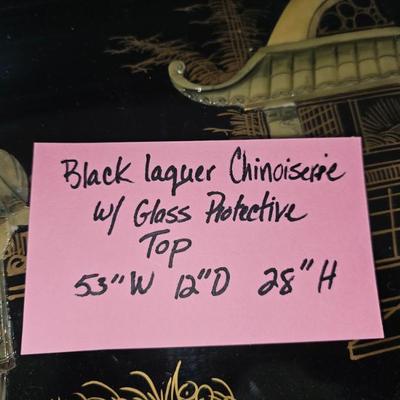 Black laquer Chinoiserie
w/ Glass Protective
Top
53"W 12"D 28"H